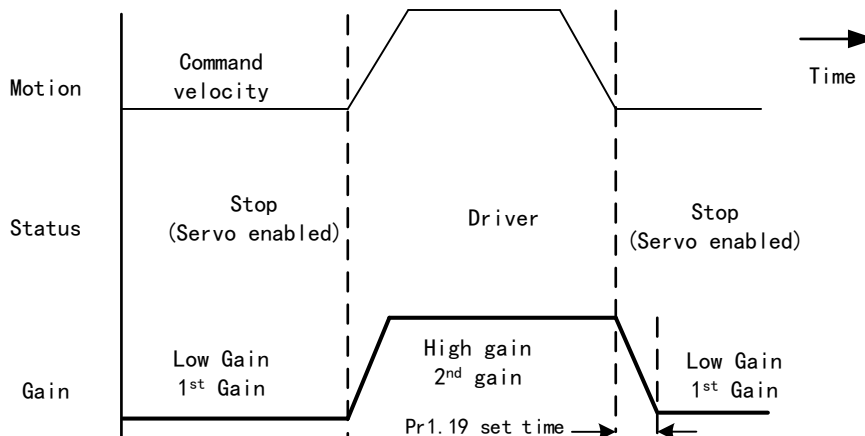 Command
velocity
Time
Motion
Stop
(Servo enabled)
Driver
Stop
(Servo enabled)
Status
High gain
2nd gain
Low Gain
1st Gain
Low Gain
1st Gain
Gain
Pr1.19 set time